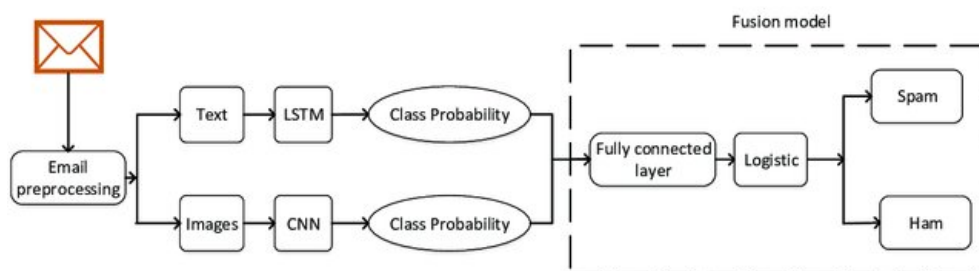 Fusion model
Text
LSTM
Class Probability
Spam
Email
preprocessing
Fully connected
layer
Logistic
Images
CNN
Class Probability
Ham